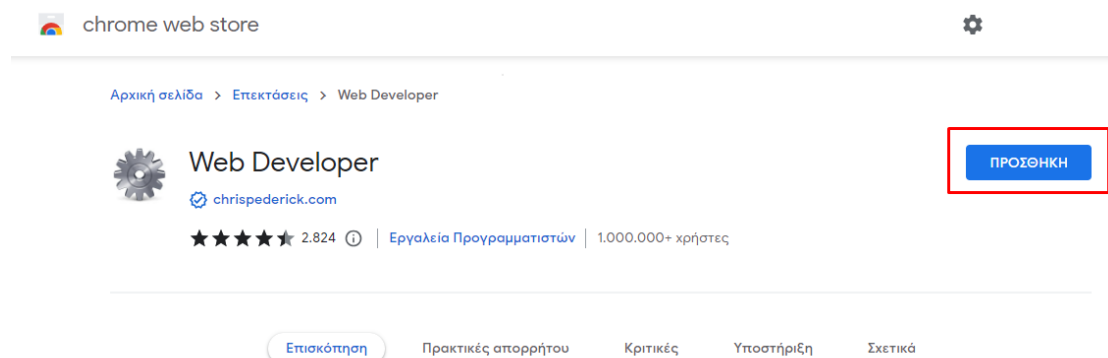 chrome web store
Αρχική σελίδα > Επεκτάσεις > Web Developer
Web Developer
ΠΡΟΣΘΗΚΗ
chrispederick.com
2.824 | Εργαλεία Προγραμματιστών | 1.000.000+ χρήστες
Επισκόπηση Πρακτικές απορρήτου Κριτικές Υποστήριξη Σχετικά